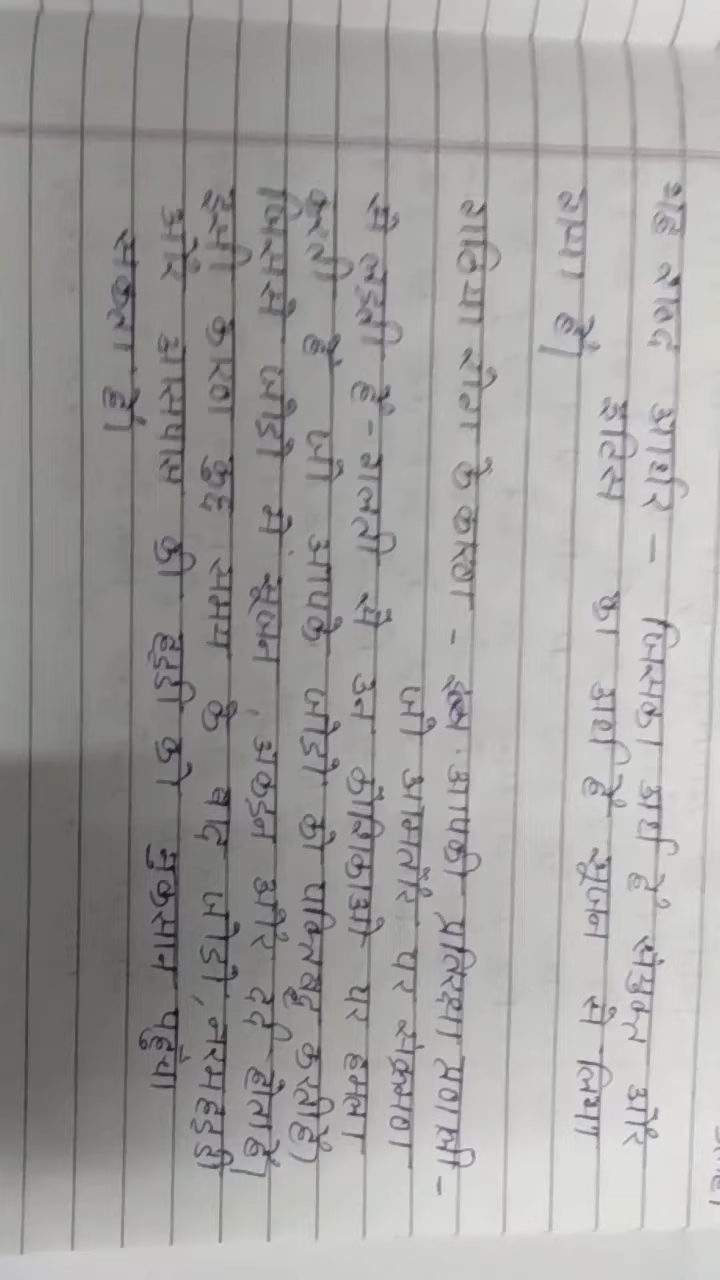 यह शब्द आर्थर - जिसका अर्थ है संयुक्त और
इटिस का अर्थ है सूजन से लिया
गया है।
गठिया रोग के कारण - आपकी प्रतिरक्षा प्रणाली -
जो आमतौर पर संक्रमण
से लड़ती है - गलती से उन कोशिकाओ पर हमला
करती है जो आपके जोड़ो को पंक्तिबद्ध करती है)
जिससे जोड़ो मे सूजन, अकड़न और दर्द होता है।
इसी कारण कुछ समय के बाद जोड़ो, नरम हड्डी
और आसपास की हड्डी को नुकसान पहुँचा
सकता है।